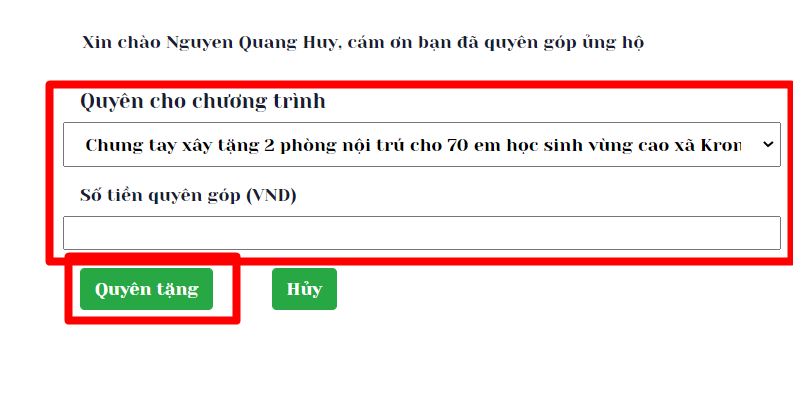 Xin chào Nguyen Quang Huy, cám ơn bạn đã quyên góp ủng hộ
Quyên cho chương trình
Chung tay xây tặng 2 phòng nội trú cho 70 em học sinh vùng cao xã Kron
Số tiền quyên góp (VND)
Quyên tặng
Hủy